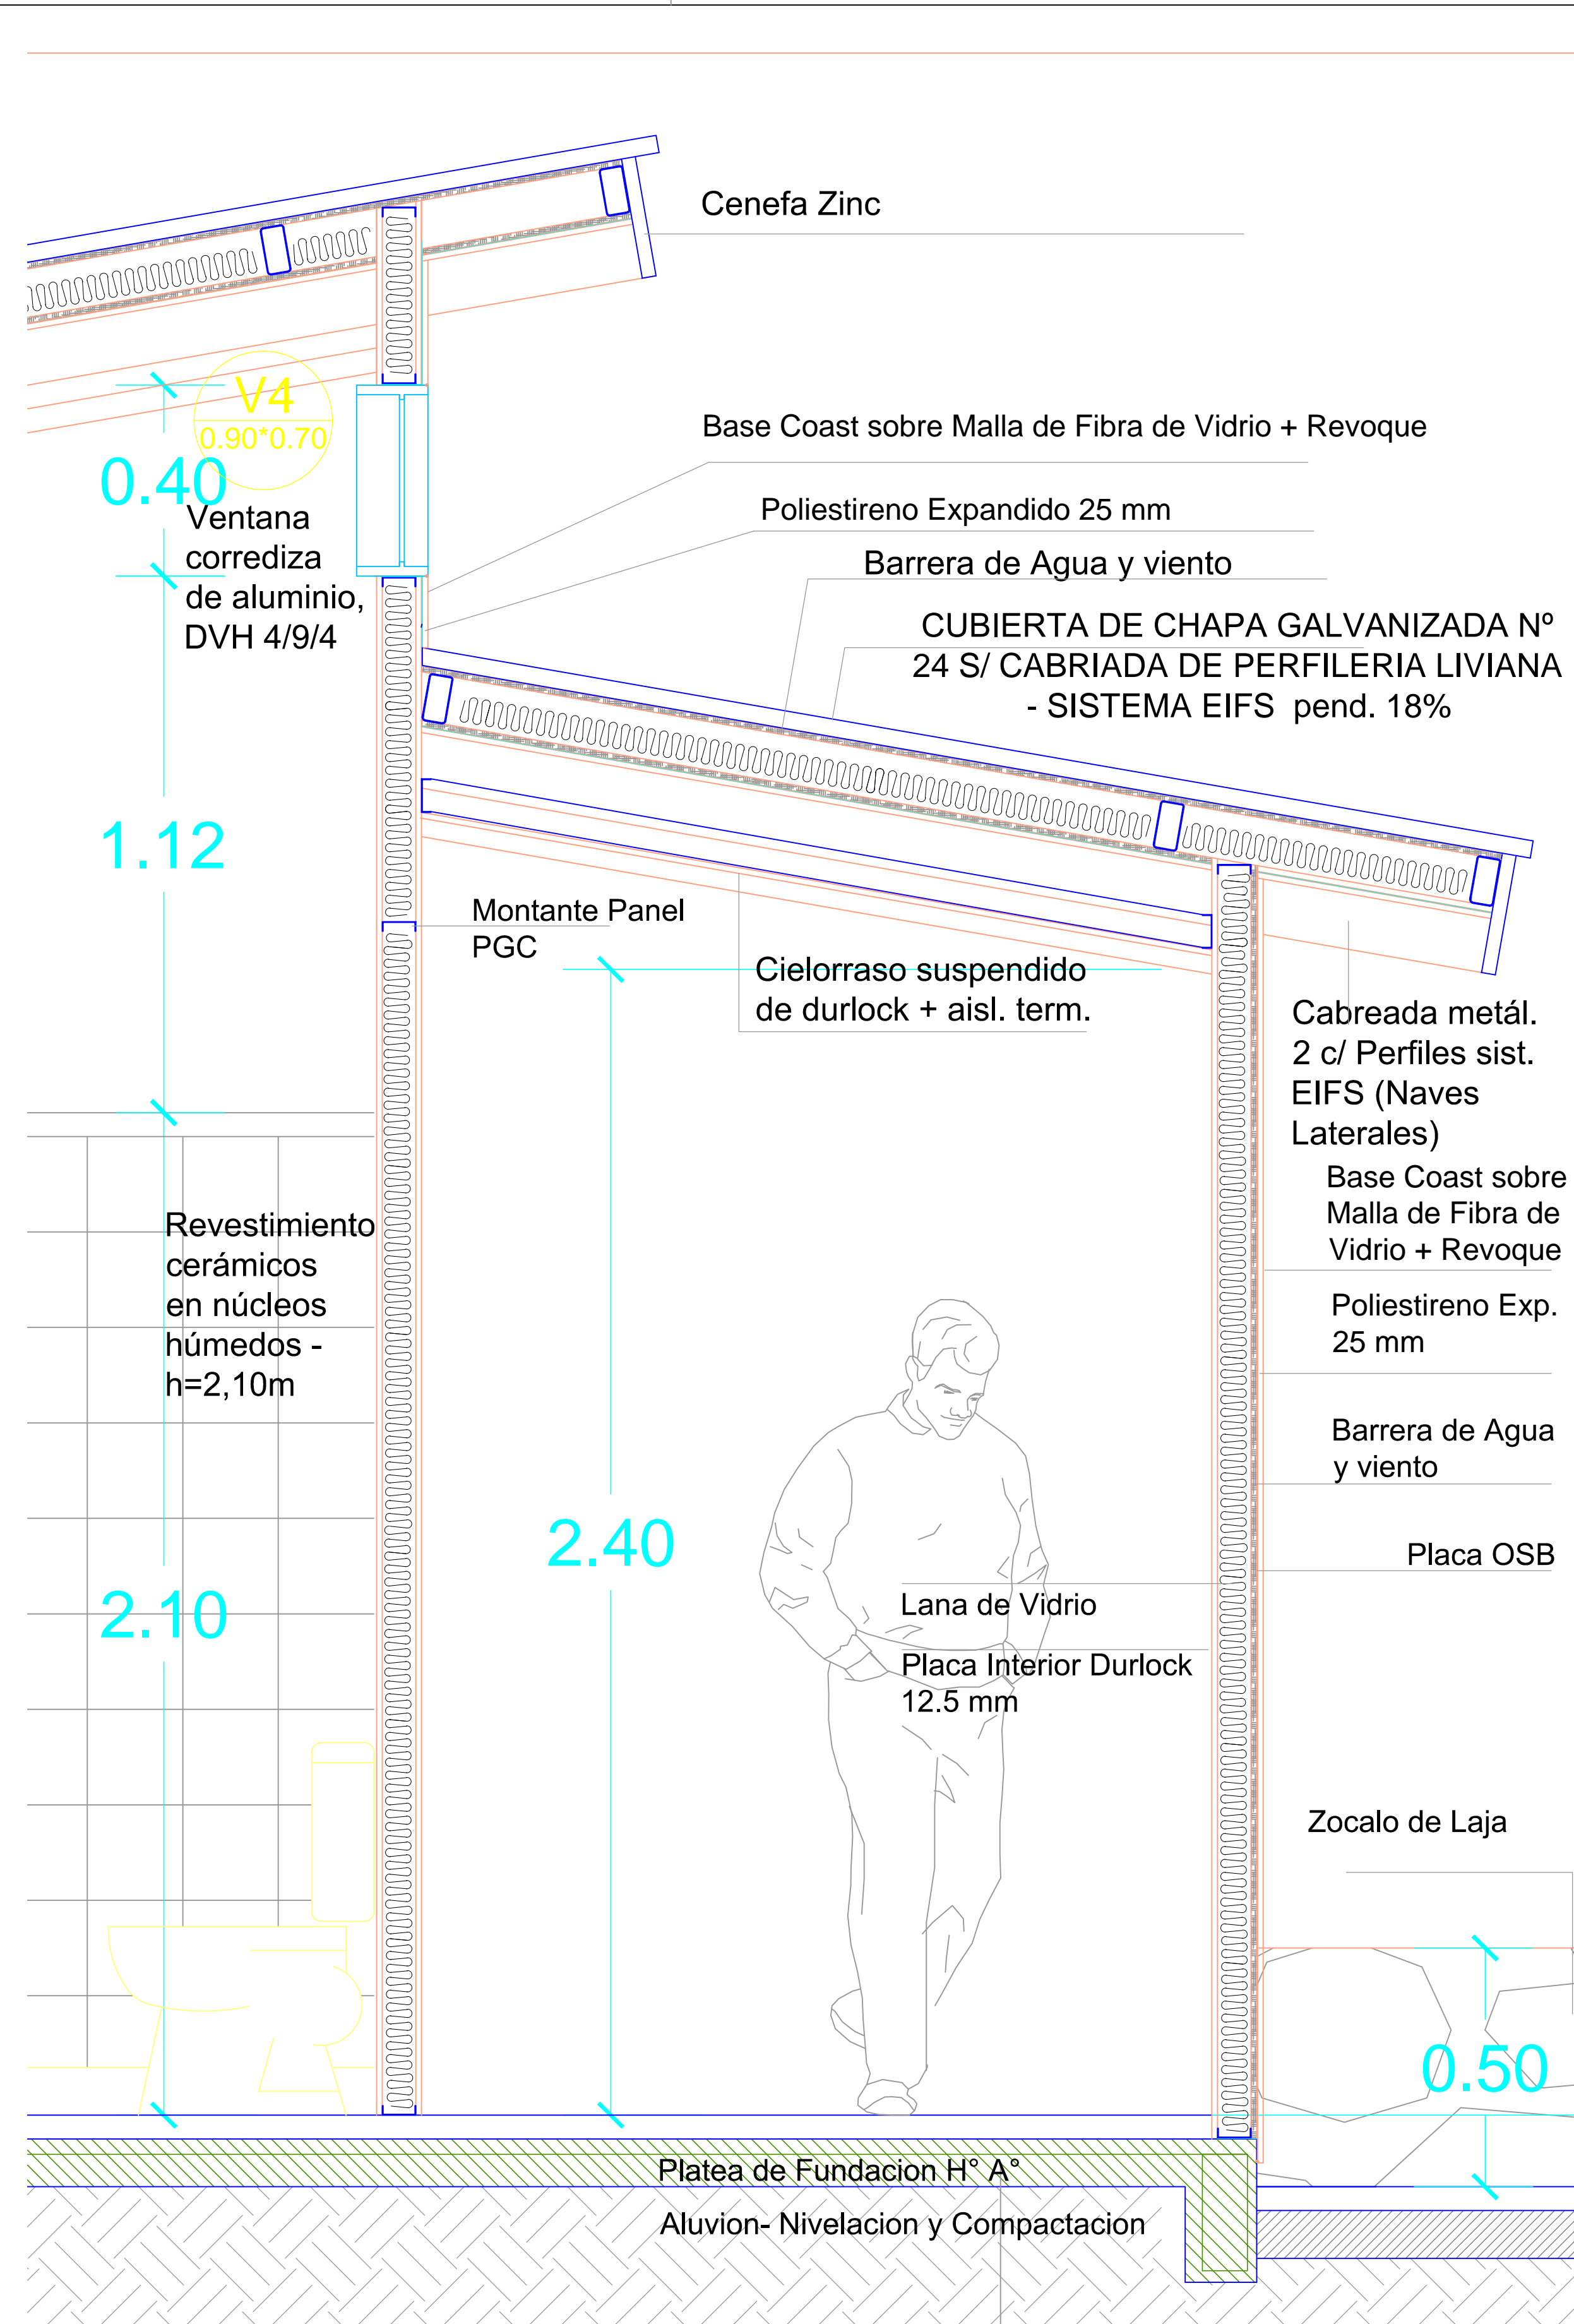 Cenefa Zinc
V4
0.90*0.70
0.40
Ventana
corrediza
de aluminio,
DVH 4/9/4
Base Coast sobre Malla de Fibra de Vidrio + Revoque
Poliestireno Expandido 25 mm
Barrera de Agua y viento
CUBIERTA DE CHAPA GALVANIZADA Nº
24 S/ CABRIADA DE PERFILERIA LIVIANA
- SISTEMA EIFS pend. 18%
1.12
Montante Panel
PGC
Cielorraso suspendido
de durlock + aisl. term.
Cabreada metál.
2 c/ Perfiles sist.
EIFS (Naves
Laterales)
Base Coast sobre
Malla de Fibra de
Vidrio + Revoque
Revestimiento
cerámicos
en núcleos
húmedos -
h=2,10m
Poliestireno Exp.
25 mm
Barrera de Agua
y viento
2.40
Placa OSB
2.10
Lana de Vidrio
Placa Interior Durlock
12.5 mm
Zocalo de Laja
0.50
Platea de Fundacion H° A°
Aluvion- Nivelacion y Compactacion